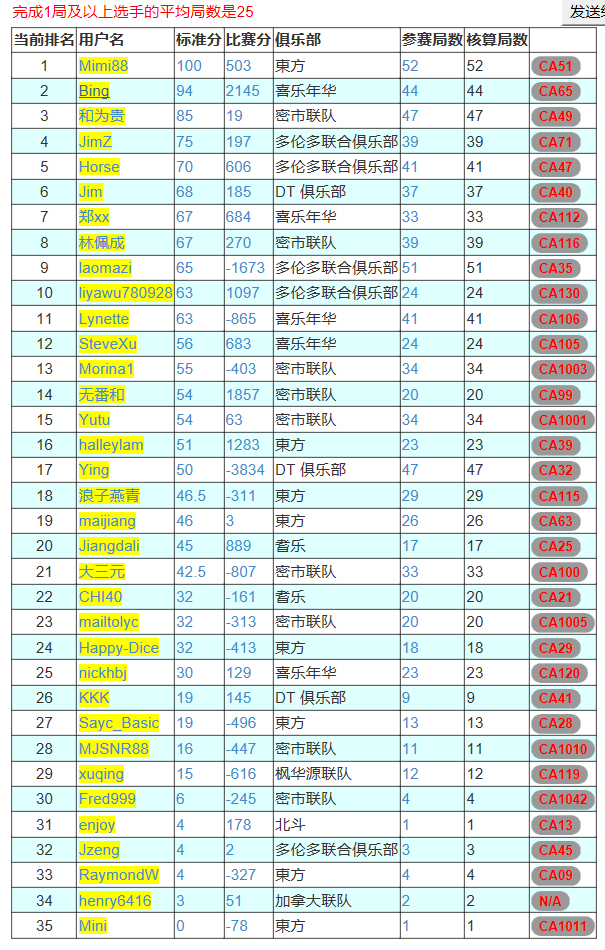 完成1局及以上选手的平均局数是25
当前排名 用户名 标准分 比赛分 俱乐部 参赛局数 核算局数
1 Mimi88 100 503 東方 52 52 CA51
2 Bing 94 2145 喜乐年华 44 44 CA65
3 和为贵 85 19 密市联队 47 47 CA49
4 JimZ 75 197 多伦多联合俱乐部 39 39 CA71
5 Horse 70 606 多伦多联合俱乐部 41 41 CA47
6 Jim 68 185 DT 俱乐部 37 37 CA40
7 郑xx 67 684 喜乐年华 33 33 CA112
8 林佩成 67 270 密市联队 39 39 CA116
9 laomazi 65 -1673 多伦多联合俱乐部 51 51 CA35
10 liyawu780928 63 1097 多伦多联合俱乐部 24 24 CA130
11 Lynette 63 -865 喜乐年华 41 41 CA106
12 SteveXu 56 683 喜乐年华 24 24 CA105
13 Morina1 55 -403 密市联队 34 34 CA1003
14 无番和 54 1857 密市联队 20 20 CA99
15 Yutu 54 63 密市联队 34 34 CA1001
16 halleylam 51 1283 東方 23 23 CA39
17 Ying 50 -3834 DT 俱乐部 47 47 CA32
18 浪子燕青 46.5 -311 東方 29 29 CA115
19 maijiang 46 3 東方 26 26 CA63
20 Jiangdali 45 889 耆乐 17 17 CA25
21 大三元 42.5 -807 密市联队 33 33 CA100
22 CHI40 32 -161 耆乐 20 20 CA21
23 mailtolyc 32 -313 密市联队 20 20 CA1005
24 Happy-Dice 32 -413 東方 18 18 CA29
25 nickhbj 30 129 喜乐年华 23 23 CA120
26 KKK 19 145 DT 俱乐部 9 9 CA41
27 Sayc_Basic 19 -496 東方 13 13 CA28
28 MJSNR88 16 -447 密市联队 11 11 CA1010
29 xuqing 15 -616 枫华源联队 12 12 CA119
30 Fred999 6 -245 密市联队 4 4 CA1042
31 enjoy 4 178 北斗 1 1 CA13
32 Jzeng 4 2 多伦多联合俱乐部 3 3 CA45
33 RaymondW 4 -327 東方 4 4 CA09
34 henry6416 3 51 加拿大联队 2 2 N/A
35 Mini 0 -78 東方 1 1 CA1011